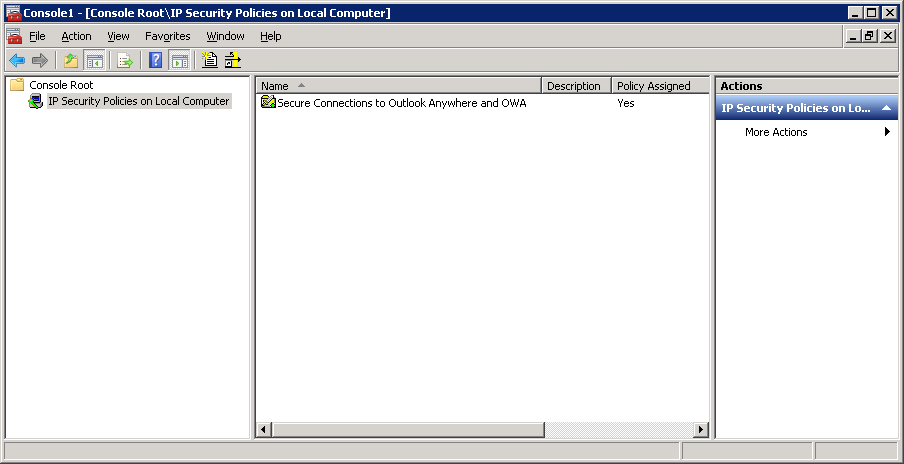 Console1 - [Console Root\IP Security Policies on Local Computer]
File Action View Favorites Window Help
Console Root
IP Security Policies on Local Computer
Name Description Policy Assigned
Secure Connections to Outlook Anywhere and OWA Yes
Actions
IP Security Policies on Lo...
More Actions